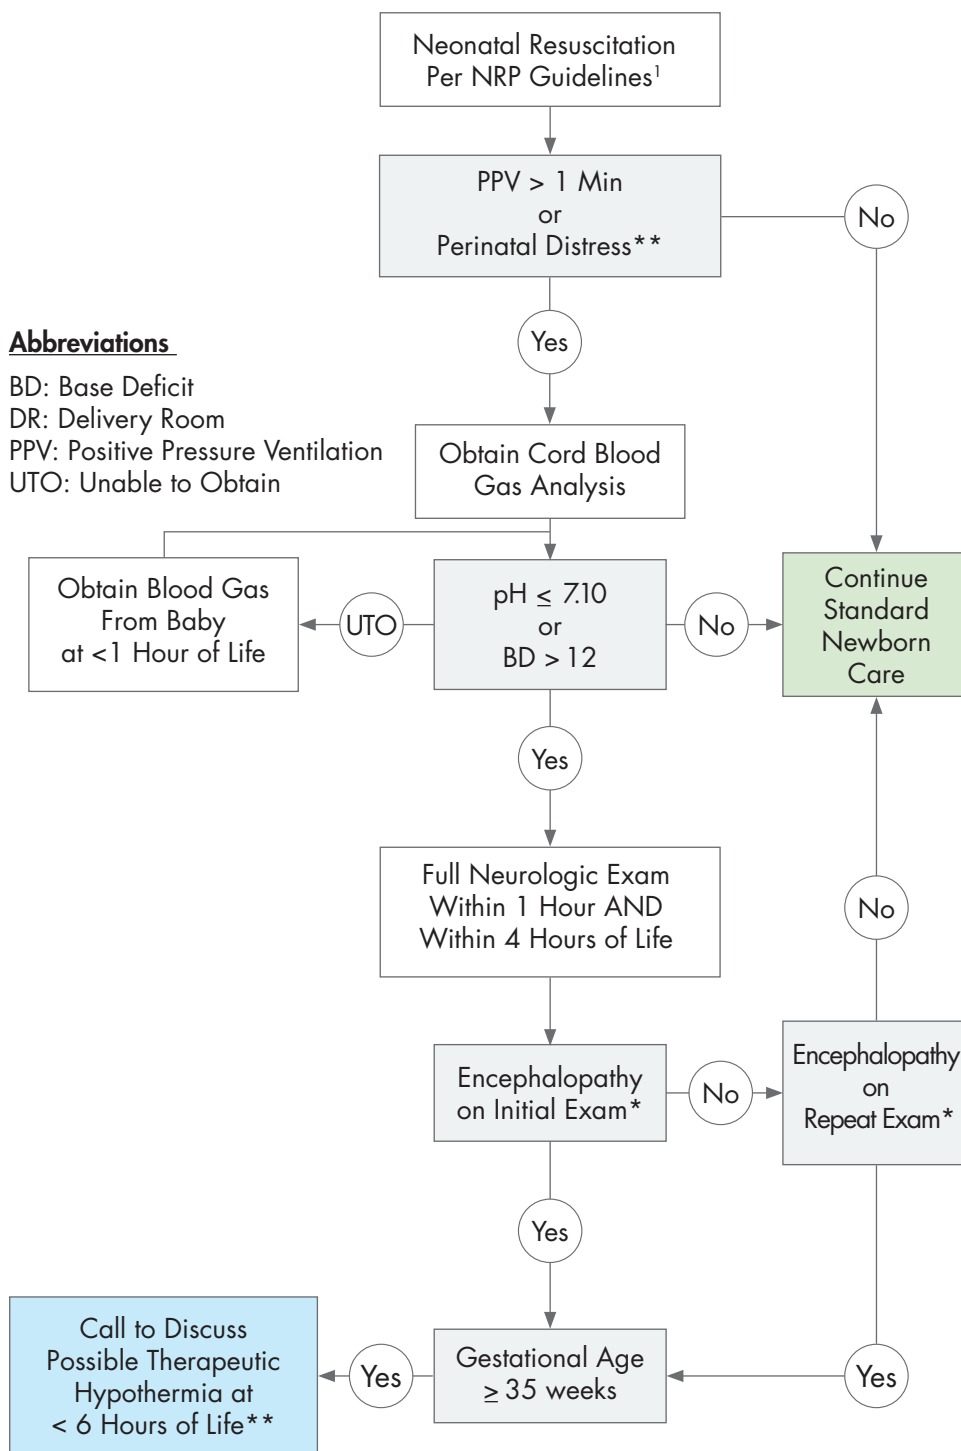 Neonatal Resuscitation
Per NRP Guidelines¹
PPV > 1 Min
or
Perinatal Distress**
No
Yes
Abbreviations
BD: Base Deficit
DR: Delivery Room
PPV: Positive Pressure Ventilation
UTO: Unable to Obtain
Obtain Cord Blood
Gas Analysis
Obtain Blood Gas
From Baby
at <1 Hour of Life
UTO
pH ≤ 7.10
or
BD > 12
No
Continue
Standard
Newborn
Care
Yes
Full Neurologic Exam
Within 1 Hour AND
Within 4 Hours of Life
No
Encephalopathy
on Initial Exam*
No
Encephalopathy
on
Repeat Exam*
Yes
Call to Discuss
Possible Therapeutic
Hypothermia at
< 6 Hours of Life**
Yes
Gestational Age
≥ 35 weeks
Yes